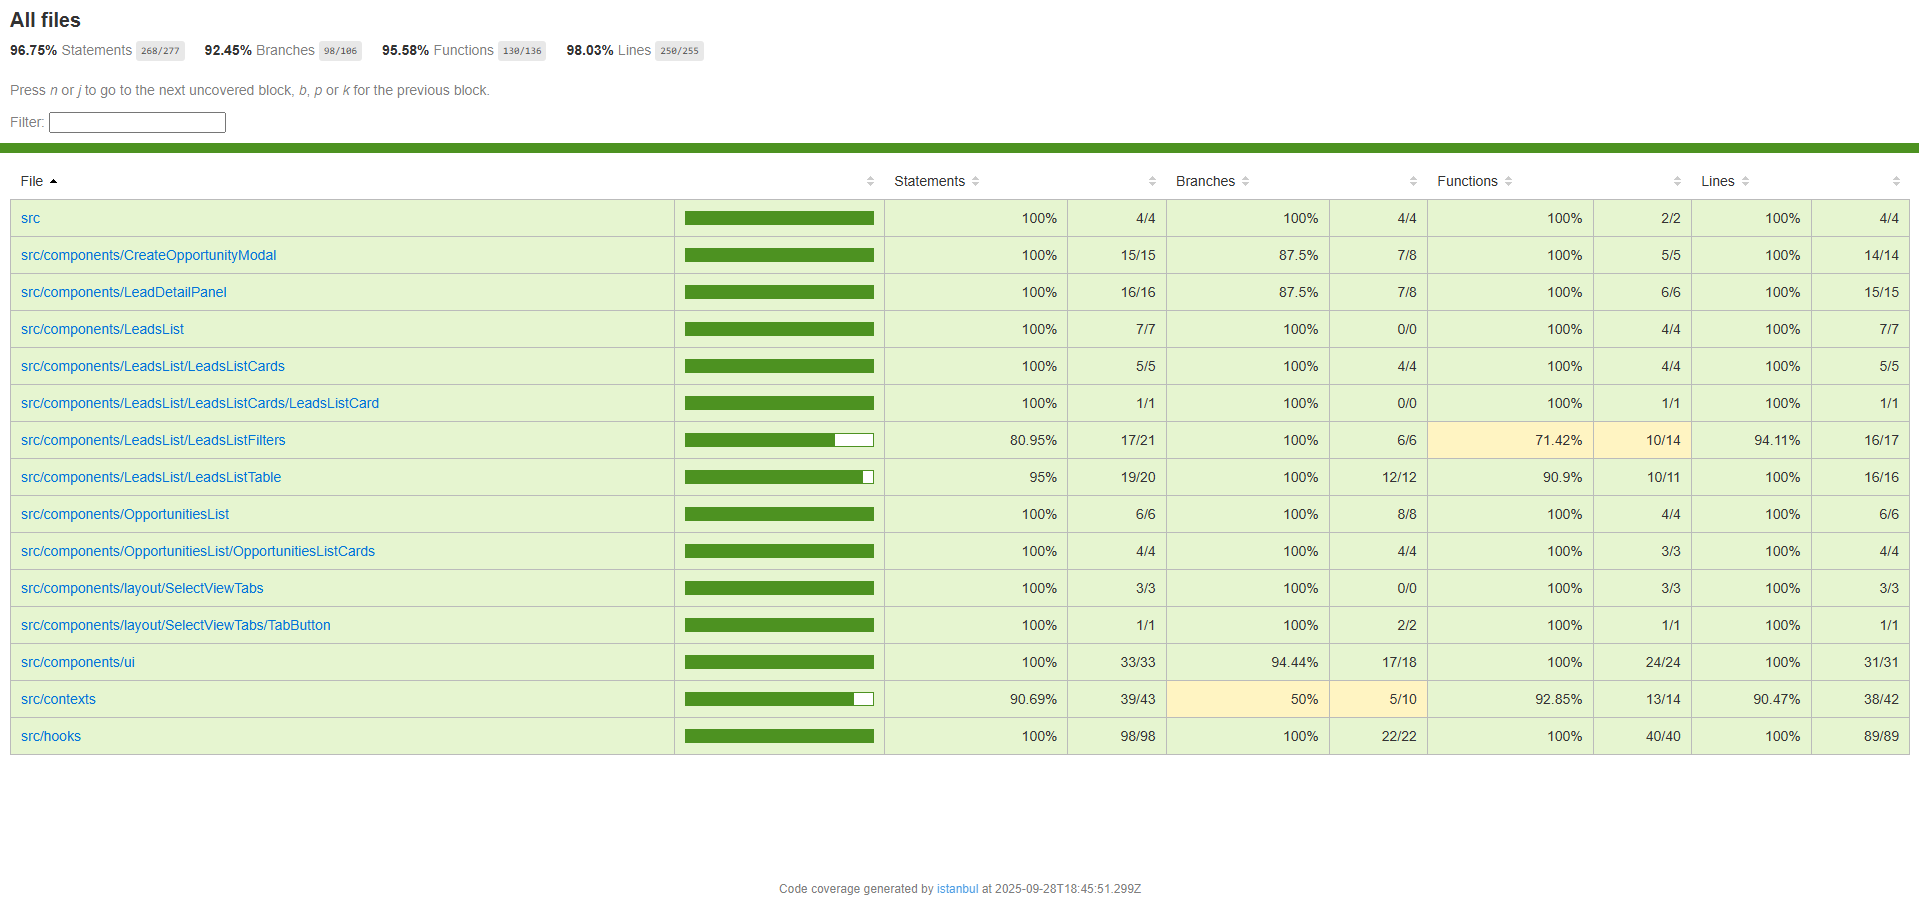 All files
96.75% Statements 268/277 92.45% Branches 98/106 95.58% Functions 130/136 98.03% Lines 250/255
Press n or j to go to the next uncovered block, b, p or k for the previous block.
Filter:
File Statements Branches Functions Lines
src 100% 4/4 100% 4/4 100% 2/2 100% 4/4
src/components/CreateOpportunityModal 100% 15/15 87.5% 7/8 100% 5/5 100% 14/14
src/components/LeadDetailPanel 100% 16/16 87.5% 7/8 100% 6/6 100% 15/15
src/components/LeadsList 100% 7/7 100% 0/0 100% 4/4 100% 7/7
src/components/LeadsList/LeadsListCards 100% 5/5 100% 4/4 100% 4/4 100% 5/5
src/components/LeadsList/LeadsListCards/LeadsListCard 100% 1/1 100% 0/0 100% 1/1 100% 1/1
src/components/LeadsList/LeadsListFilters 80.95% 17/21 100% 6/6 71.42% 10/14 94.11% 16/17
src/components/LeadsList/LeadsListTable 95% 19/20 100% 12/12 90.9% 10/11 100% 16/16
src/components/OpportunitiesList 100% 6/6 100% 8/8 100% 4/4 100% 6/6
src/components/OpportunitiesList/OpportunitiesListCards 100% 4/4 100% 4/4 100% 3/3 100% 4/4
src/components/layout/SelectViewTabs 100% 3/3 100% 0/0 100% 3/3 100% 3/3
src/components/layout/SelectViewTabs/TabButton 100% 1/1 100% 2/2 100% 1/1 100% 1/1
src/components/ui 100% 33/33 94.44% 17/18 100% 24/24 100% 31/31
src/contexts 90.69% 39/43 50% 5/10 92.85% 13/14 90.47% 38/42
src/hooks 100% 98/98 100% 22/22 100% 40/40 100% 89/89
Code coverage generated by istanbul at 2025-09-28T18:45:51.299Z